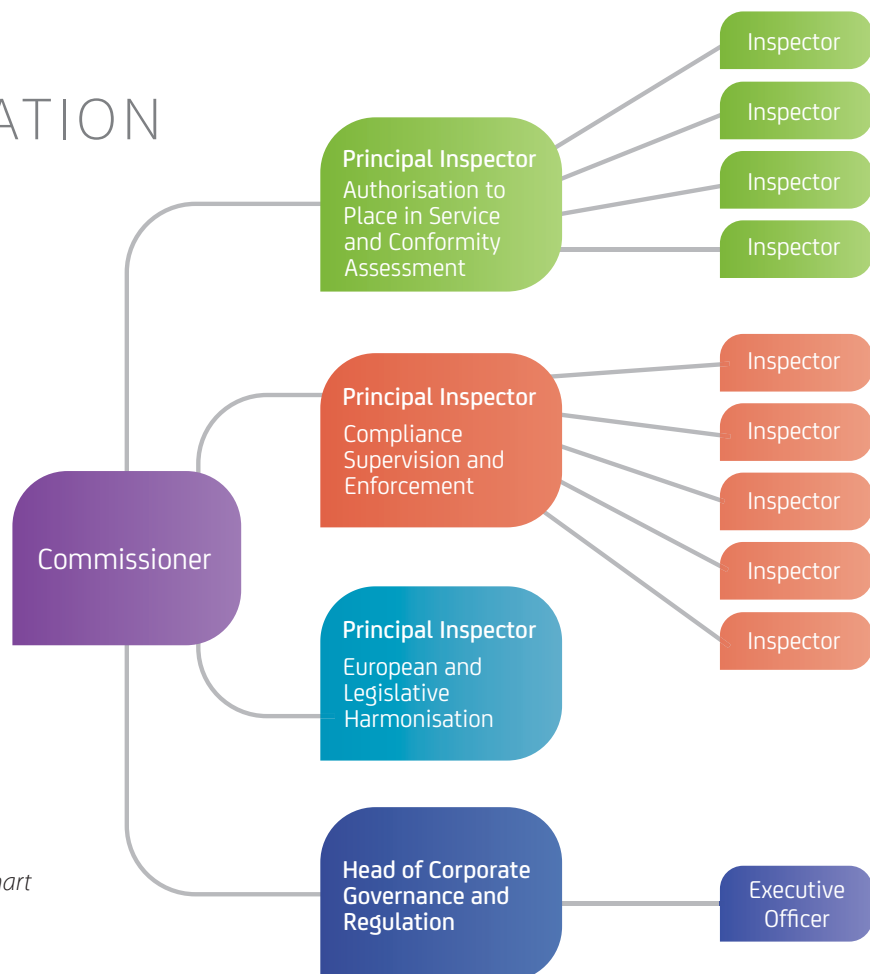 ATION
Commissioner
Principal Inspector
Authorisation to
Place in Service
and Conformity
Assessment
Inspector
Inspector
Inspector
Inspector
Principal Inspector
Compliance
Supervision and
Enforcement
Inspector
Inspector
Inspector
Inspector
Inspector
Principal Inspector
European and
Legislative
Harmonisation
Head of Corporate
Governance and
Regulation
Executive
Officer